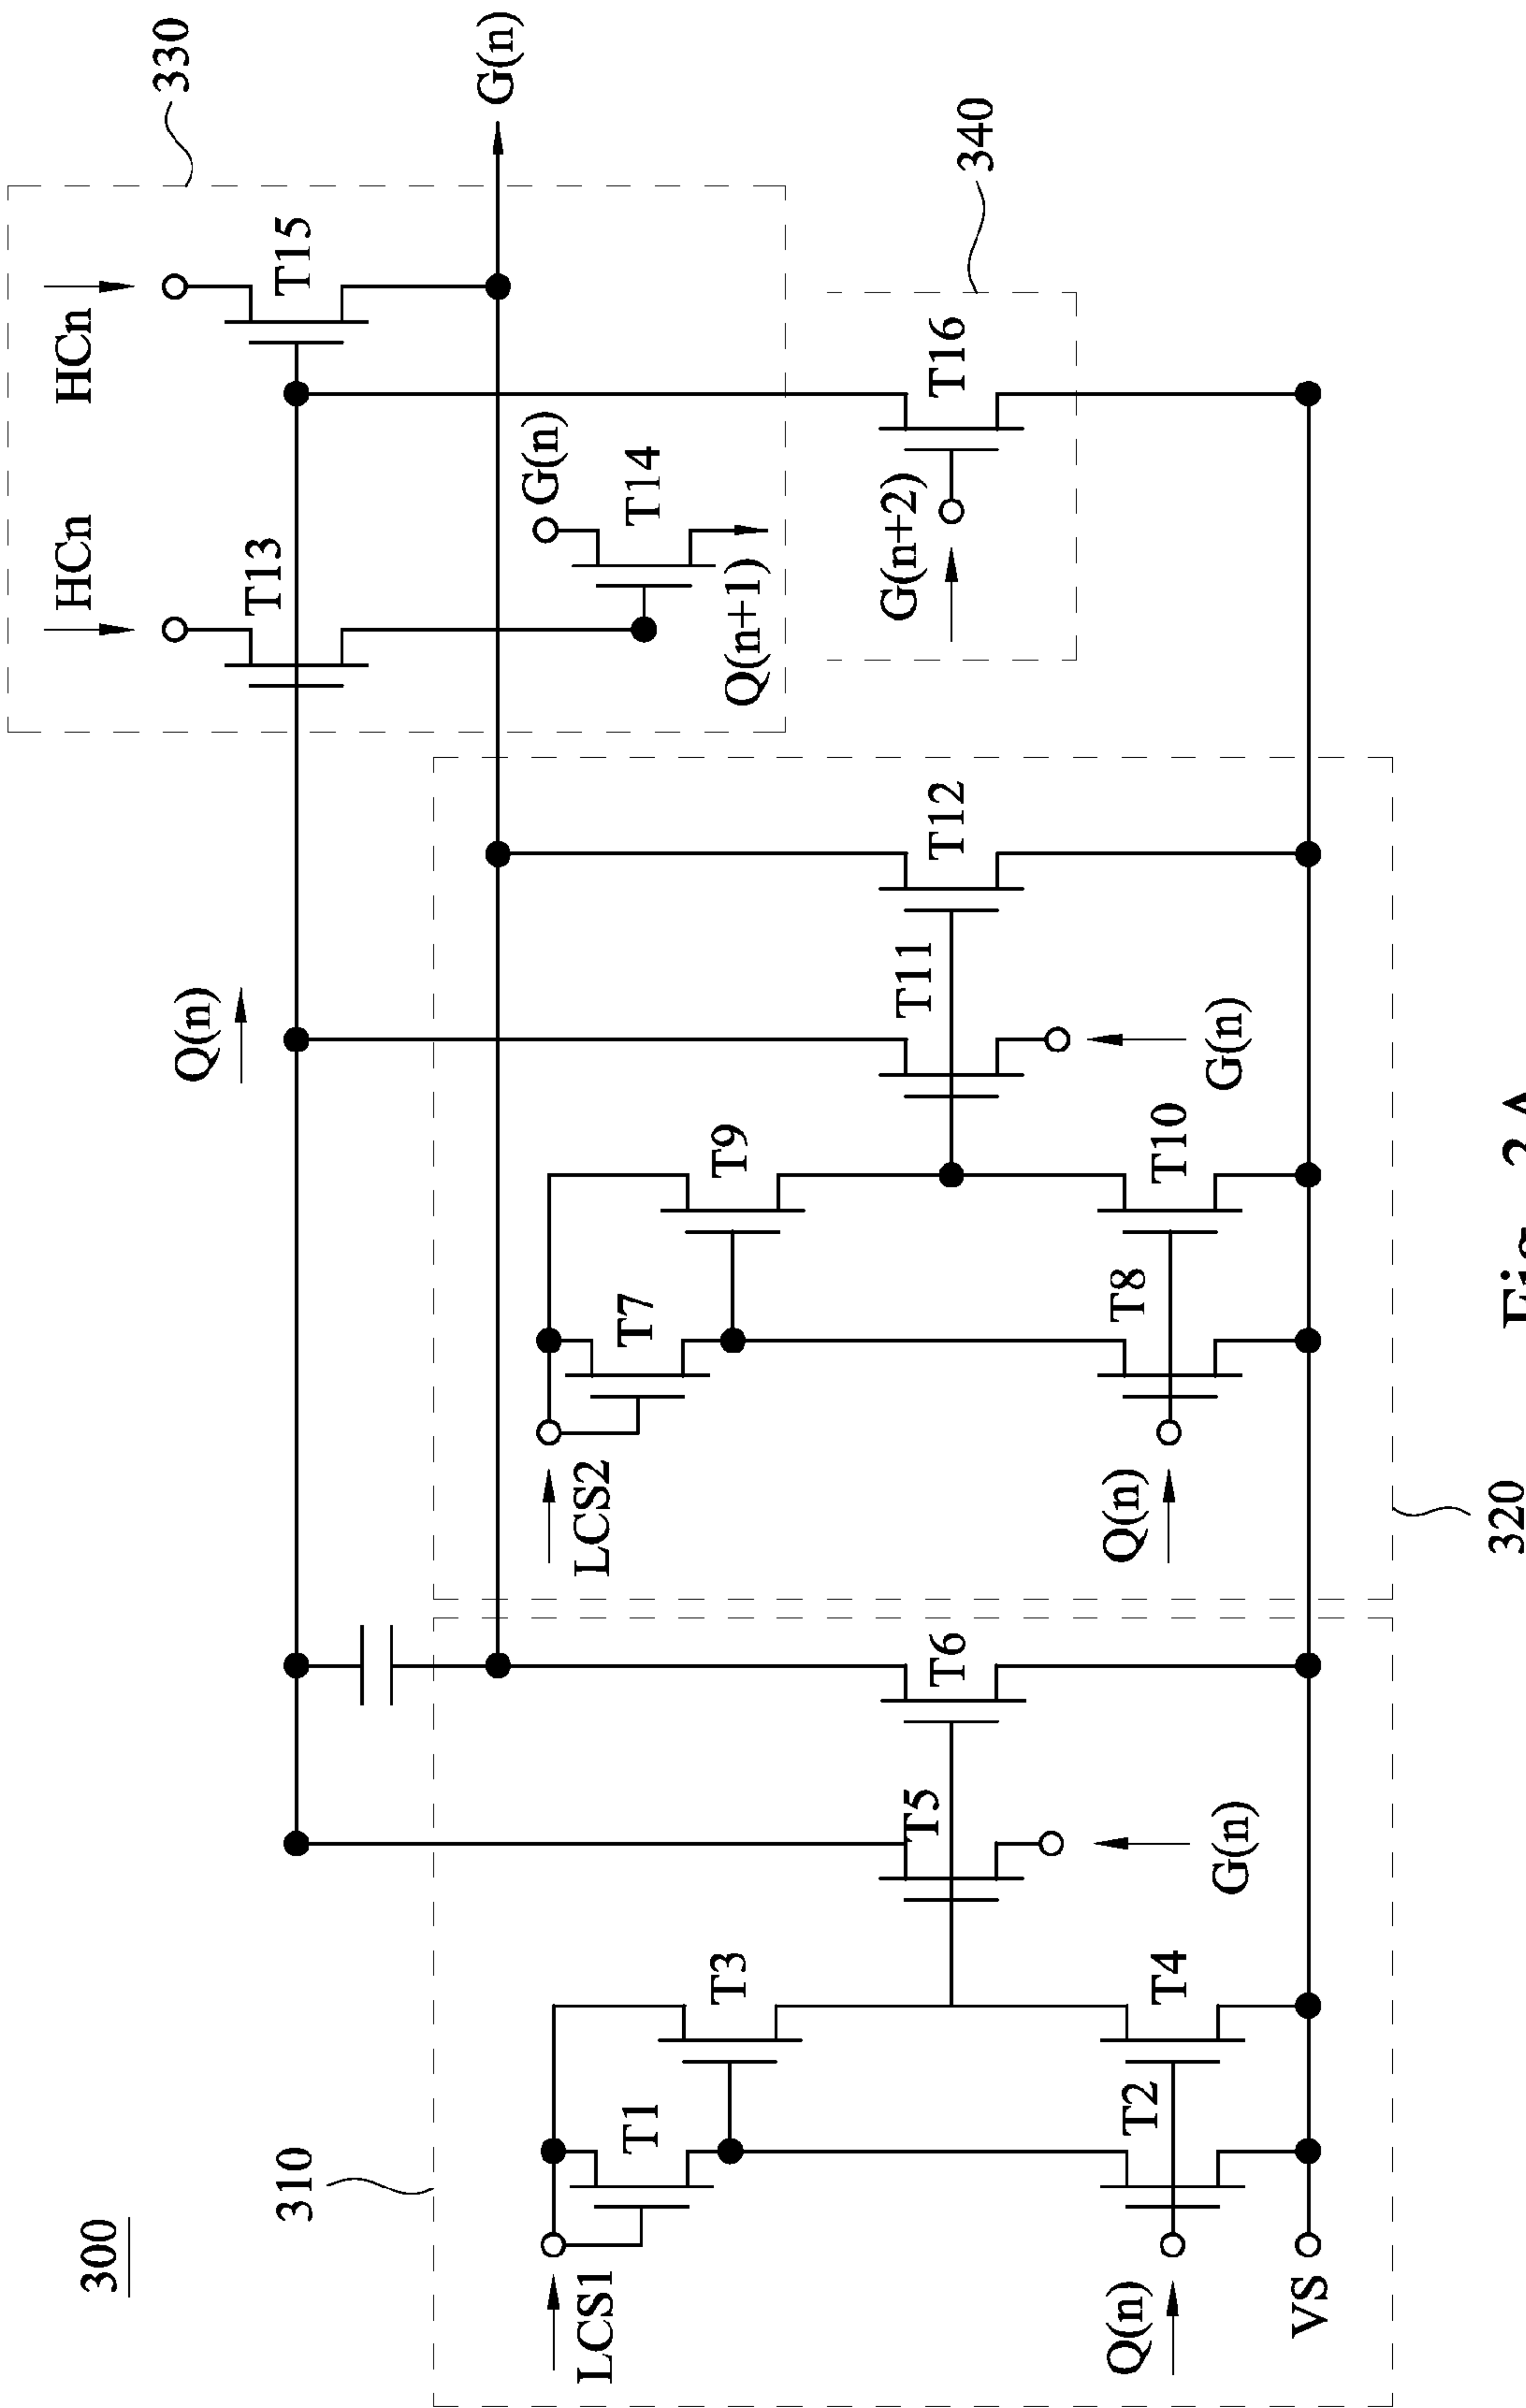 300
HCn
HCn
330
Q(n)
T13
T15
310
G(n)
G(n)
LCS1
LCS2
T1
T7
T14
T3
T9
Q(n+1)
T5
T6
T11
T12
G(n+2)
T16
340
Q(n)
T2
T4
Q(n)
T8
T10
G(n)
G(n)
VS
320
Fig.